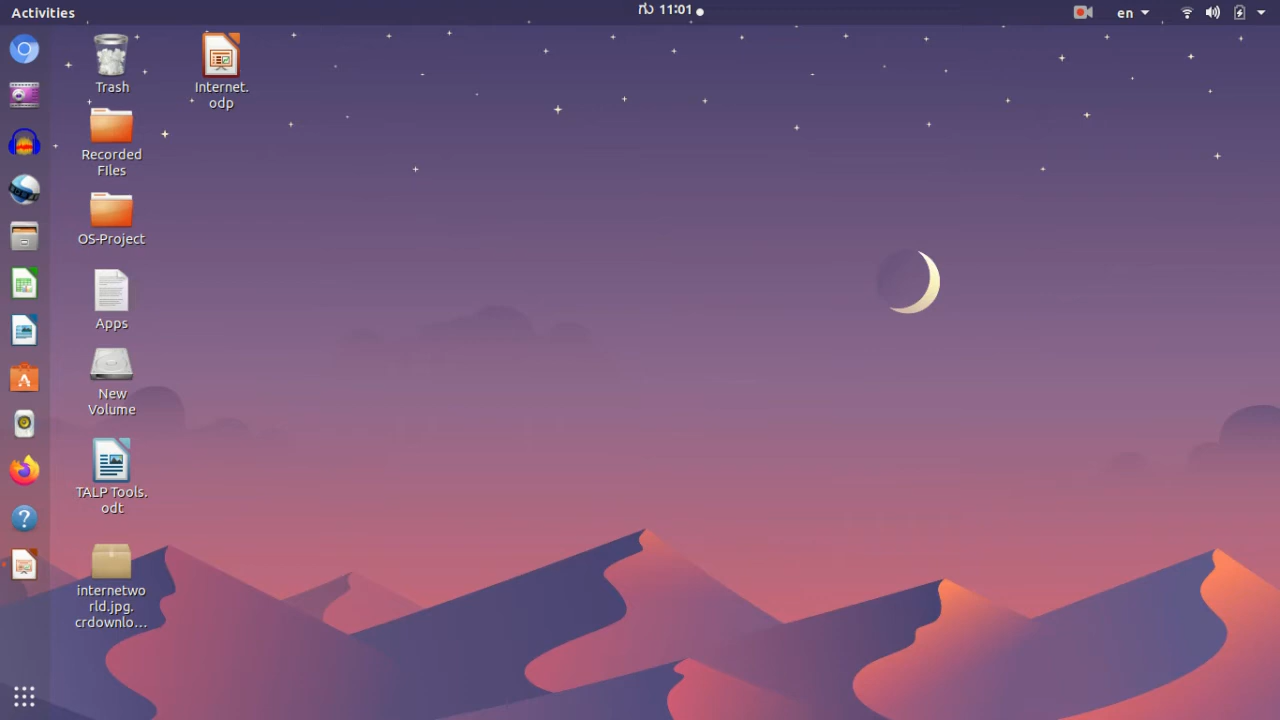 Activities
11:01
en
Trash
Internet.
odp
Recorded
FIles
OS-Project
Apps
New
Volume
TALP Tools.
odt
internetwo
rld.jpg.
crdownlo...